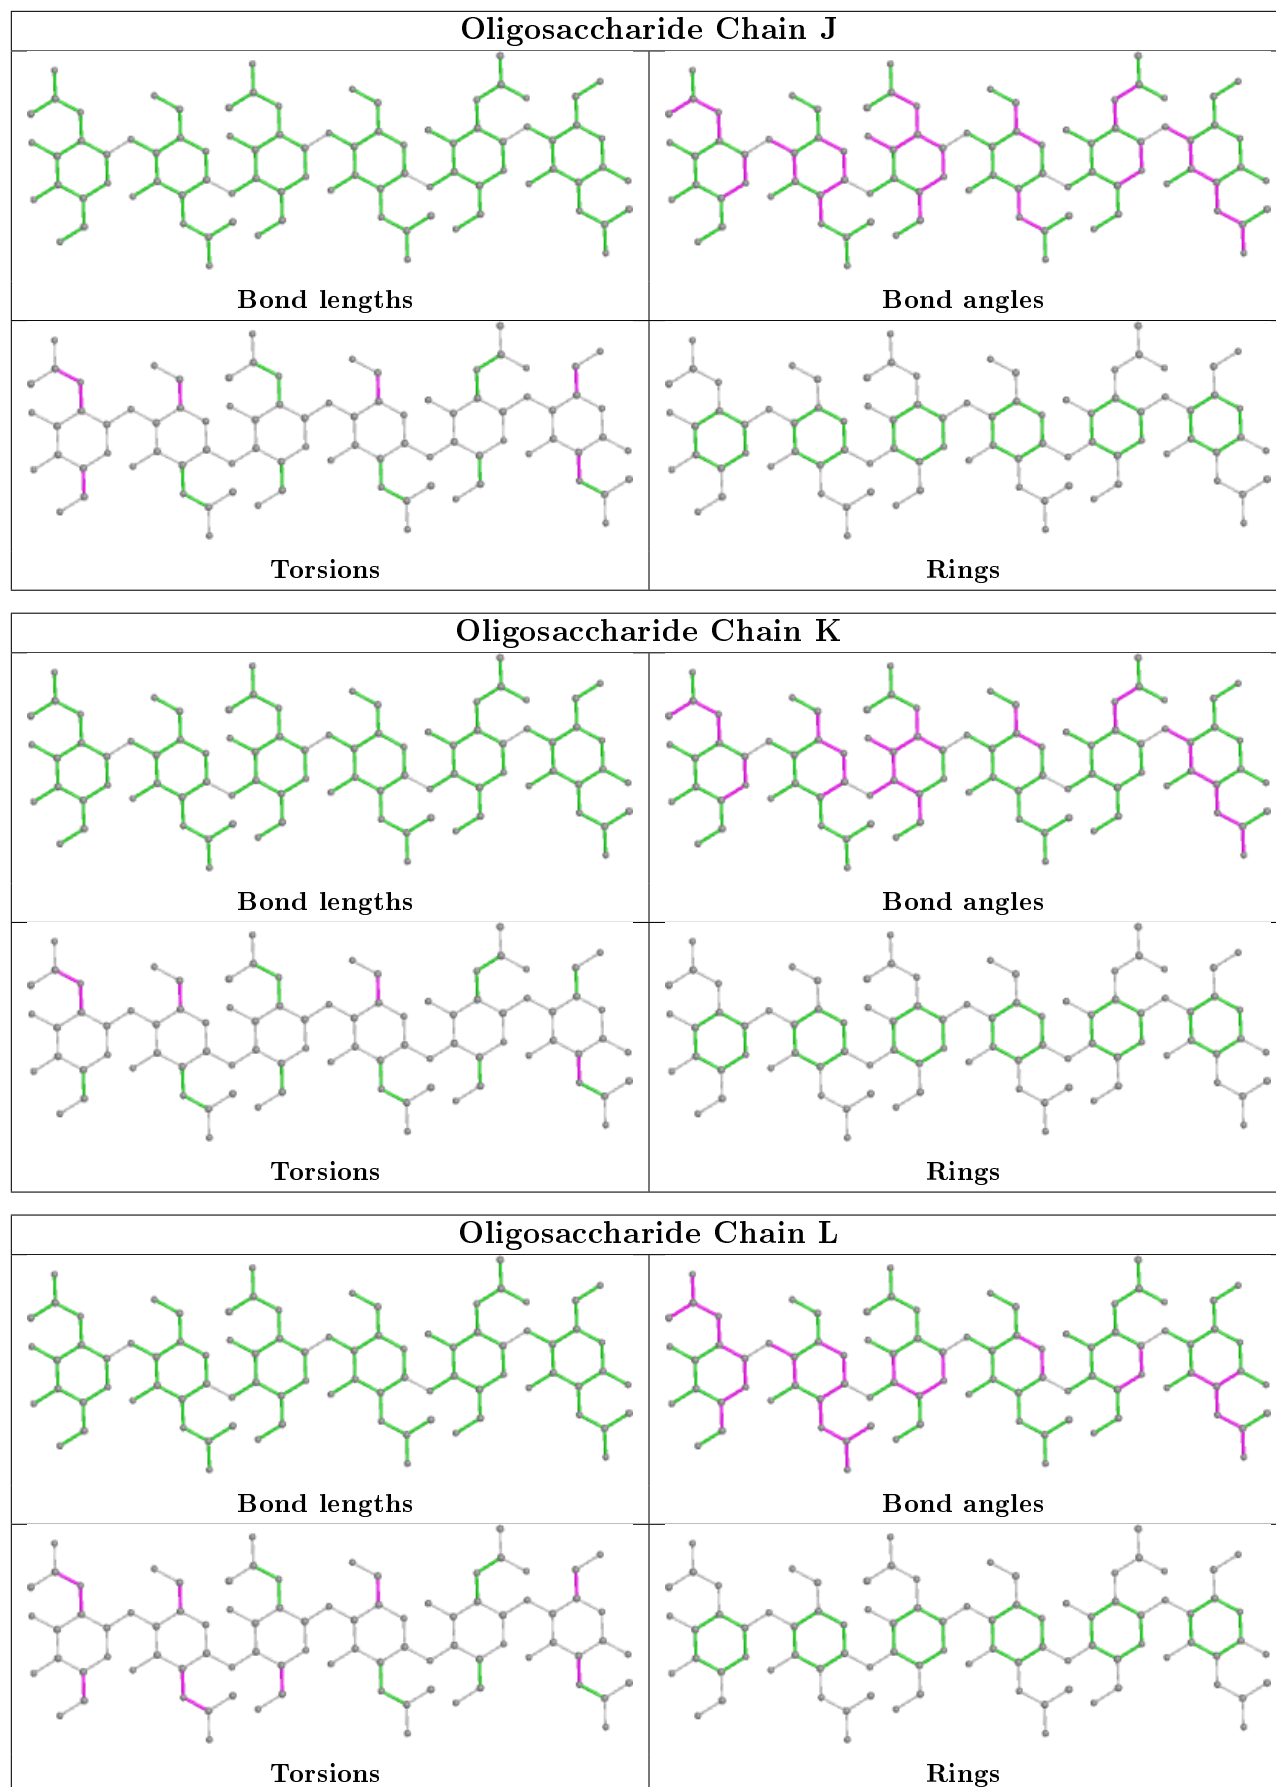 Oligosaccharide Chain J
Bond lengths
Bond angles
Torsions
Rings
Oligosaccharide Chain K
Bond lengths
Bond angles
Torsions
Rings
Oligosaccharide Chain L
Bond lengths
Bond angles
Torsions
Rings